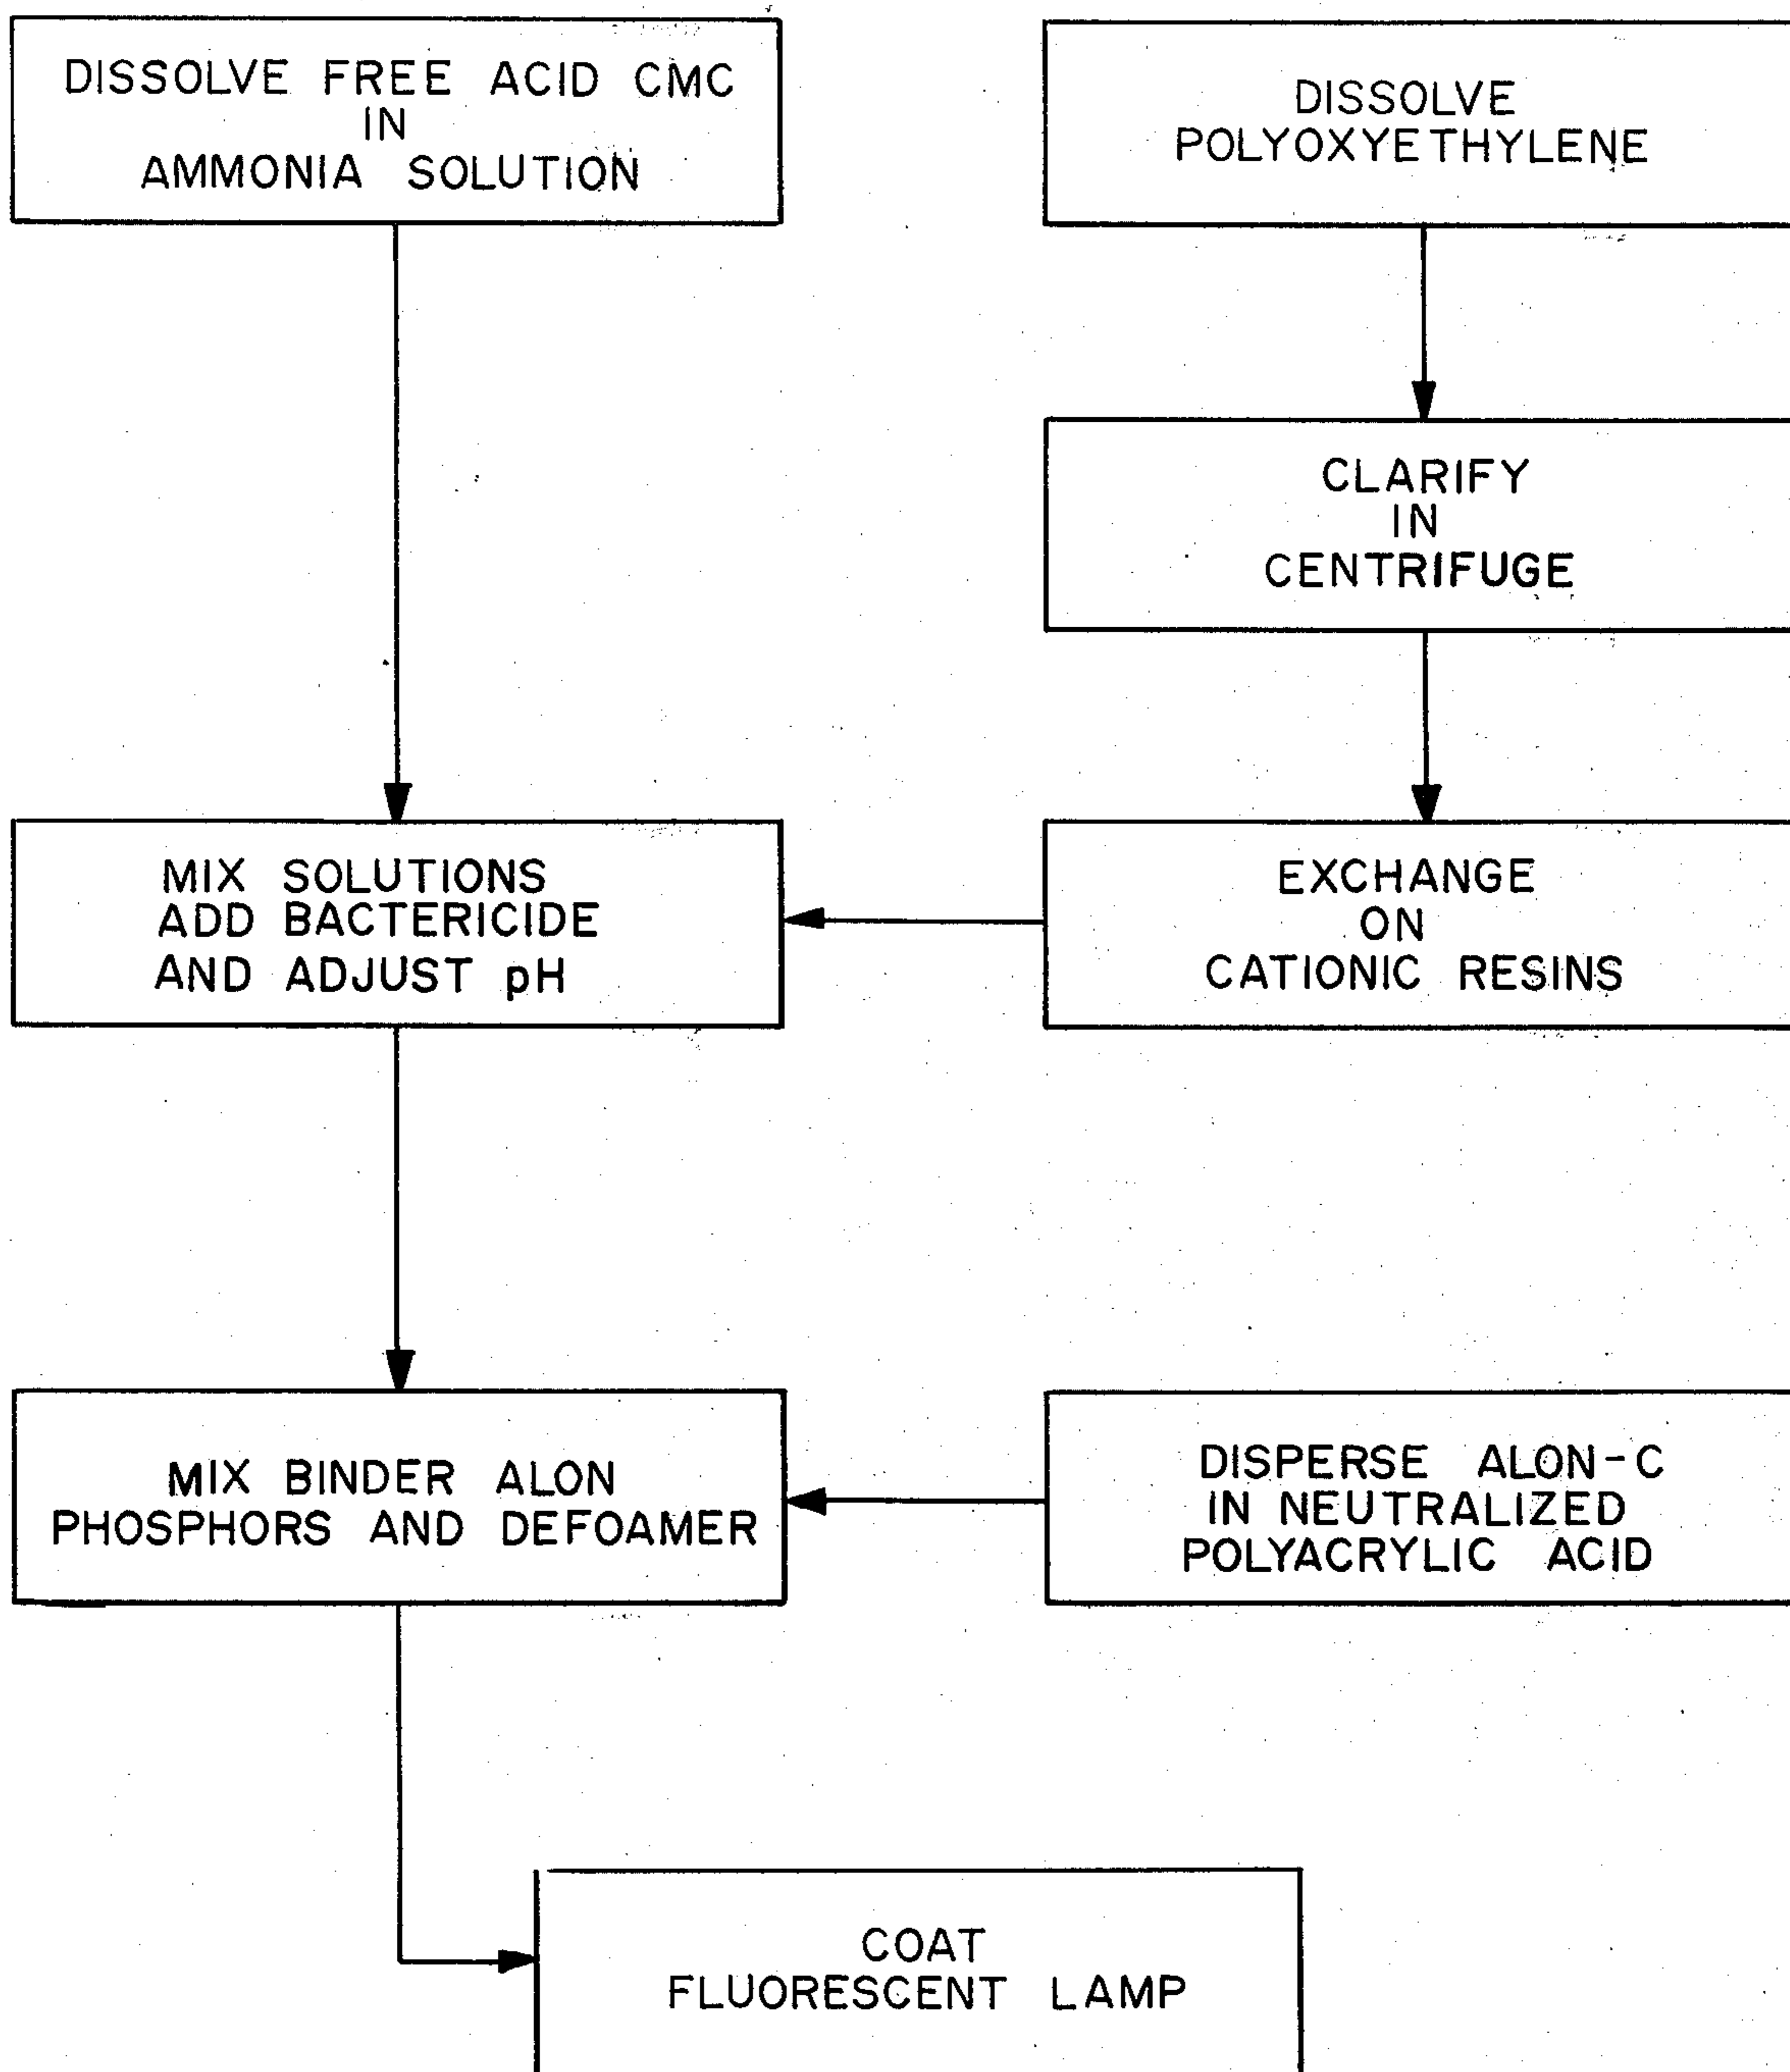 DISSOLVE FREE ACID CMC
IN
AMMONIA SOLUTION
DISSOLVE
POLYOXYETHYLENE
CLARIFY
IN
CENTRIFUGE
MIX SOLUTIONS
ADD BACTERICIDE
AND ADJUST pH
EXCHANGE
ON
CATIONIC RESINS
MIX BINDER ALON
PHOSPHORS AND DEFOAMER
DISPERSE ALON-C
IN NEUTRALIZED
POLYACRYLIC ACID
COAT
FLUORESCENT LAMP